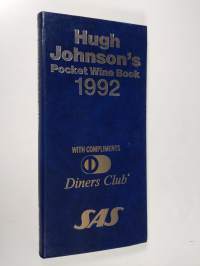 Hugh
Johnson's
Pocket Wine Book
1992
WITH COMPLIMENTS
Diners Club
SAS